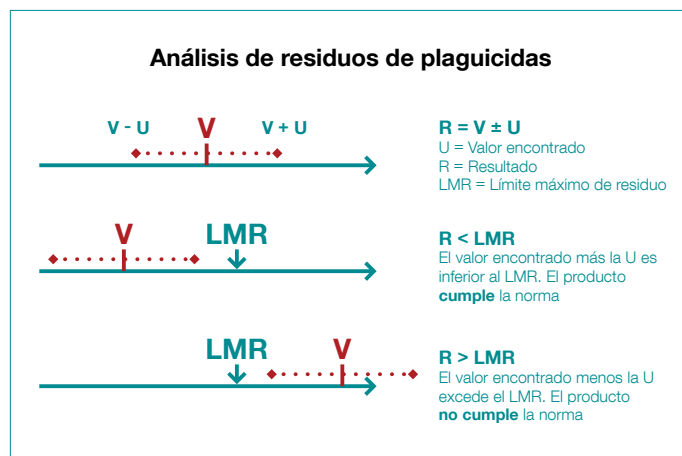 Análisis de residuos de plaguicidas
V - U
V
V + U
R = V ± U
U = Valor encontrado
R = Resultado
LMR = Límite máximo de residuo
V
LMR
R < LMR
El valor encontrado más la U es
inferior al LMR. El producto
cumple la norma
LMR
V
R > LMR
El valor encontrado menos la U
excede el LMR. El producto
no cumple la norma